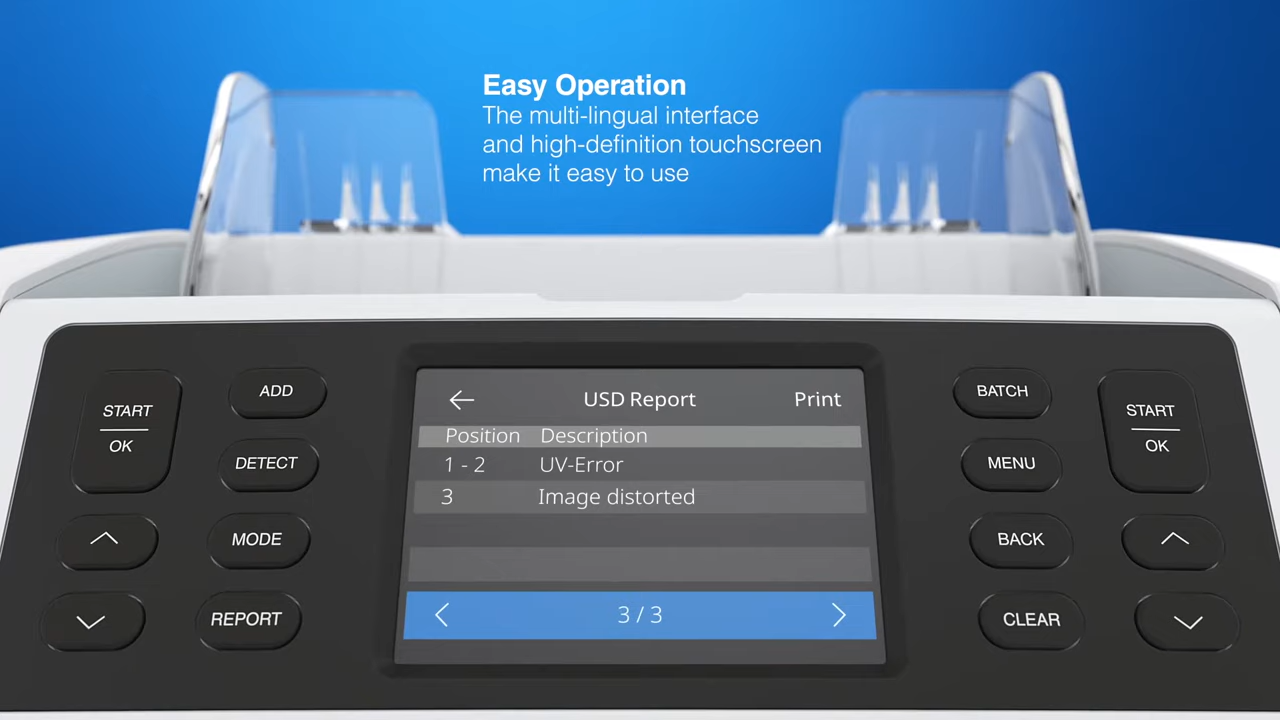 Easy Operation
The multi-lingual interface
and high-definition touchscreen
make it easy to use
START
OK
ADD
DETECT
MODE
REPORT
USD Report
Print
Position Description
1 - 2 UV-Error
3 Image distorted
3 / 3
BATCH
MENU
BACK
CLEAR
START
OK